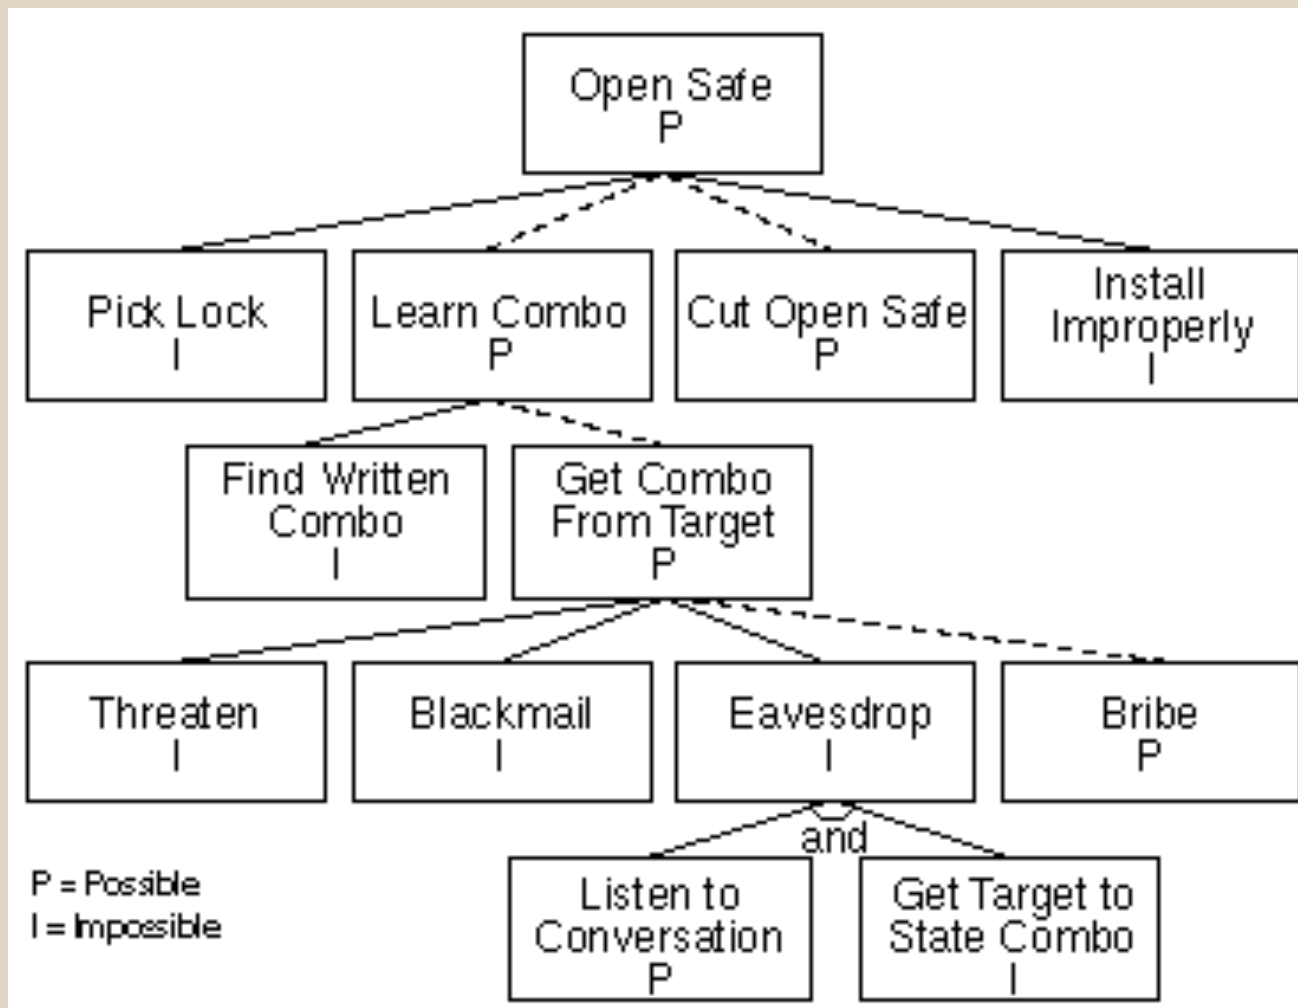 Open Safe
P
Pick Lock
I
Learn Combo
P
Cut Open Safe
P
Install
Improperly
I
Find Written
Combo
I
Get Combo
From Target
P
Threaten
I
Blackmail
I
Eavesdrop
I
Bribe
P
and
Listen to
Conversation
P
Get Target to
State Combo
I
P = Possible
I = Impossible